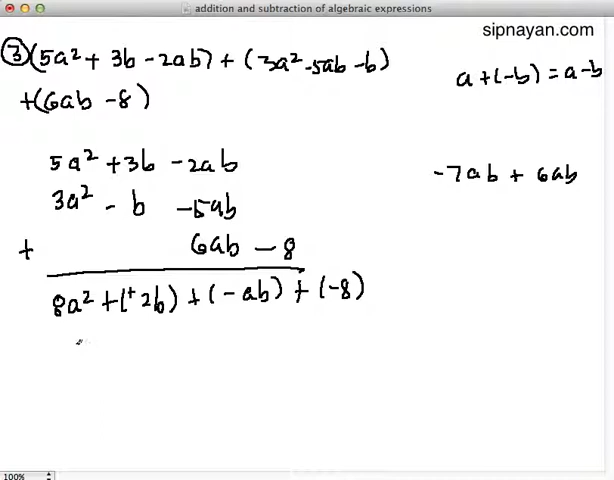 addition and subtraction of algebraic expressions
sipnayan.com
③(5a² + 3b - 2ab) + (3a² - 5ab - b)
+(6ab - 8)
a + (-b) = a - b
5a² + 3b - 2ab
3a² - b - 5ab
+ 6ab - 8
8a² + (+2b) + (-ab) + (-8)
-7ab + 6ab
100%